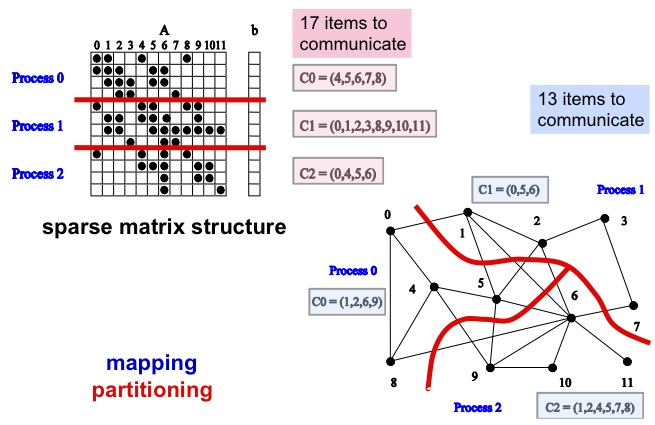 17 items to
communicate
A
b
0 1 2 3 4 5 6 7 8 9 10 11
Process 0
C0 = (4,5,6,7,8)
13 items to
communicate
Process 1
C1 = (0,1,2,3,8,9,10,11)
Process 2
C2 = (0,4,5,6)
sparse matrix structure
C1 = (0,5,6)
Process 1
0
1
2
3
Process 0
4
5
6
C0 = (1,2,6,9)
7
mapping
partitioning
8
9
10
11
Process 2
C2 = (1,2,4,5,7,8)